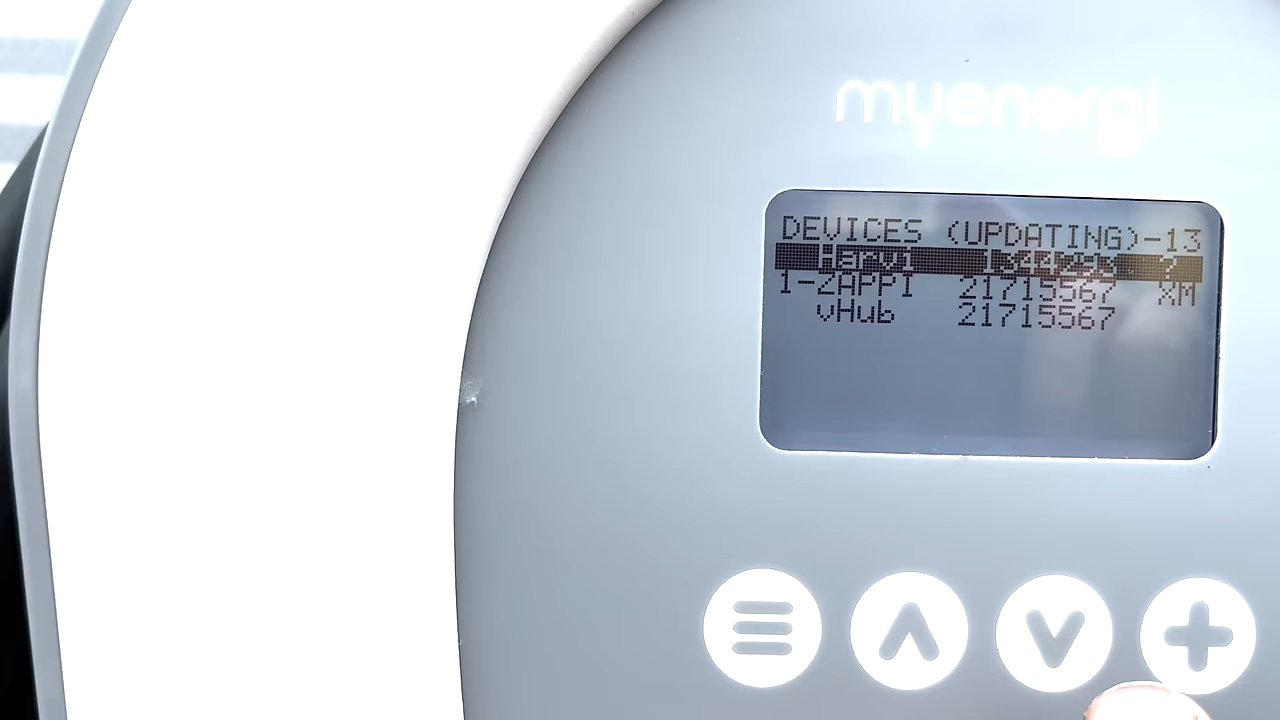 myenergi
DEVICES (UPDATING)-13
Harvi ?
1-ZAPPI 21715567 xM
vHub 21715567